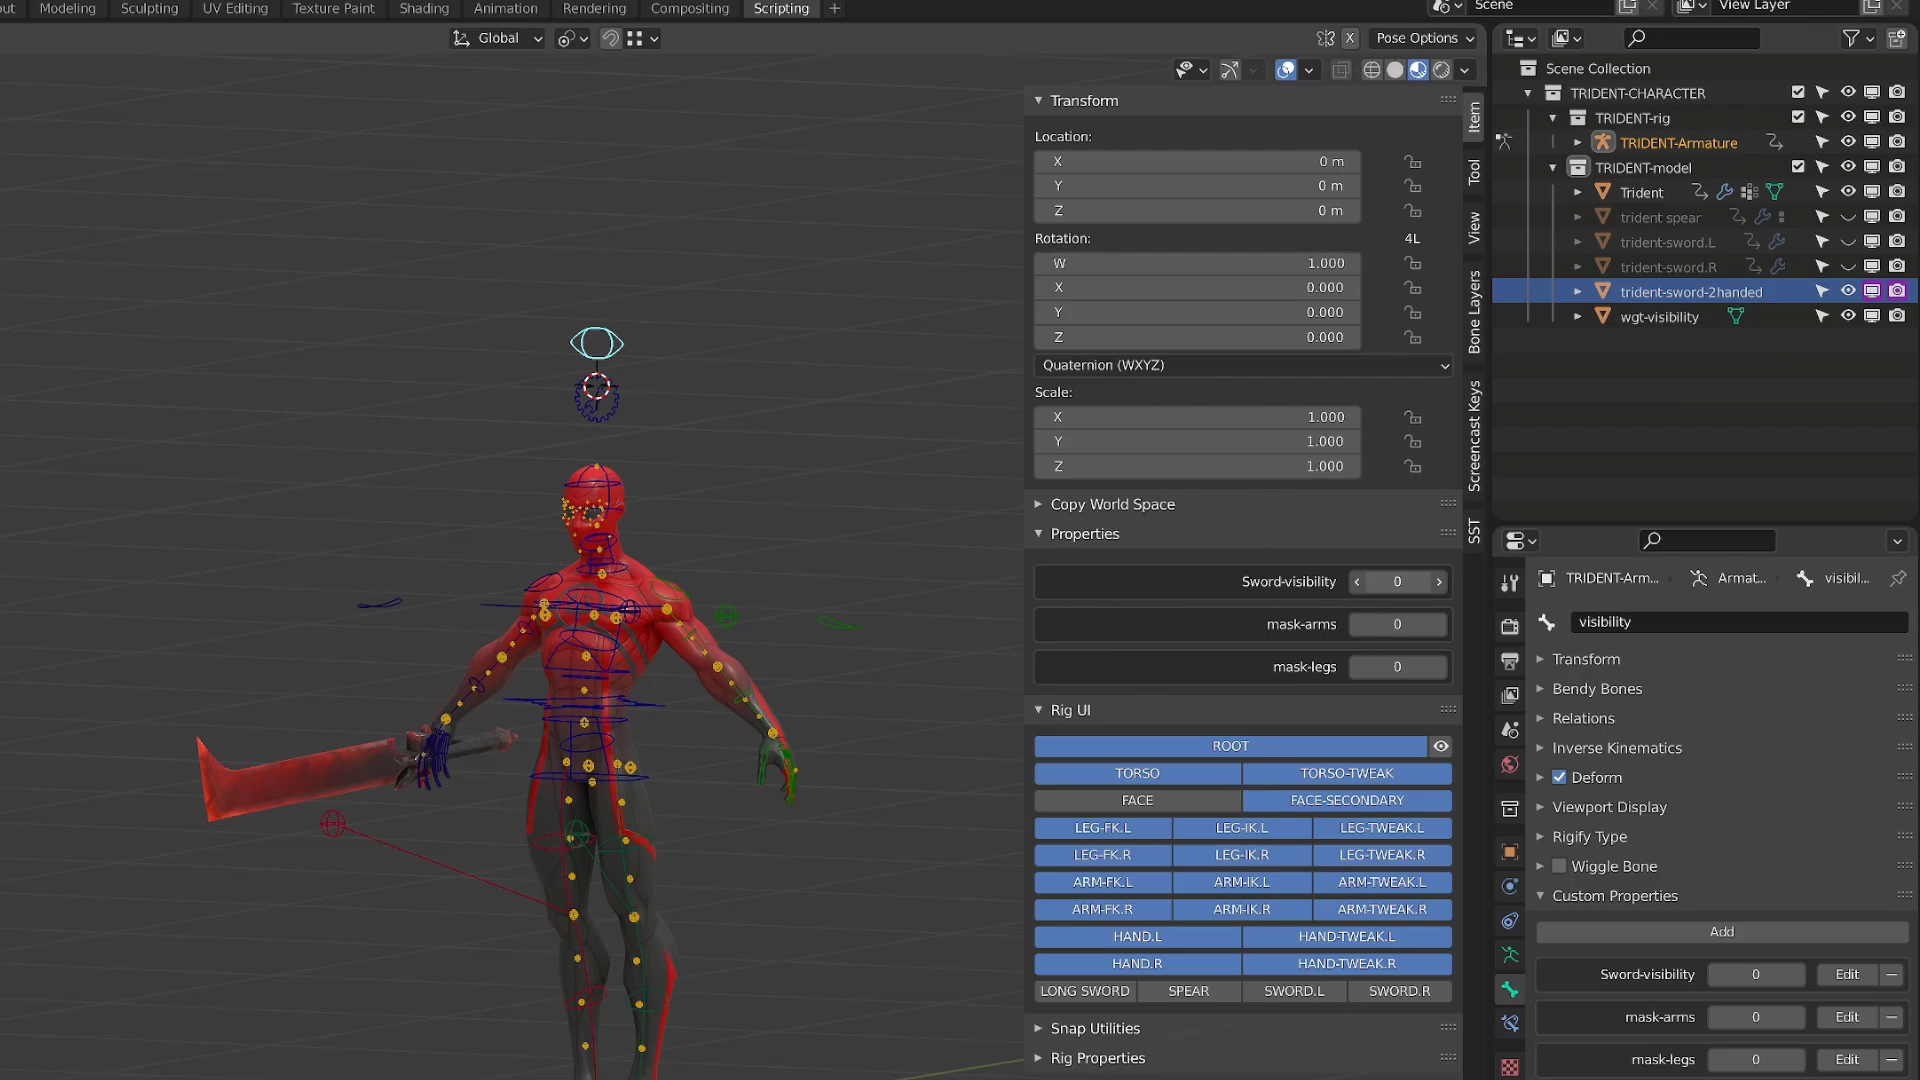 out Modeling Sculpting UV Editing Texture Paint Shading Animation Rendering Compositing Scripting +
Scene View Layer
Global X Pose Options
Transform
Location:
X 0 m
Y 0 m
Z 0 m
Rotation: 4L
W 1.000
X 0.000
Y 0.000
Z 0.000
Quaternion (WXYZ)
Scale:
X 1.000
Y 1.000
Z 1.000
Copy World Space
Properties
Sword-visibility 0
mask-arms 0
mask-legs 0
Rig UI
ROOT
TORSO TORSO-TWEAK
FACE FACE-SECONDARY
LEG-FK.L LEG-IK.L LEG-TWEAK.L
LEG-FK.R LEG-IK.R LEG-TWEAK.R
ARM-FK.L ARM-IK.L ARM-TWEAK.L
ARM-FK.R ARM-IK.R ARM-TWEAK.R
HAND.L HAND-TWEAK.L
HAND.R HAND-TWEAK.R
LONG SWORD SPEAR SWORD.L SWORD.R
Snap Utilities
Rig Properties
Item
Tool
View
Bone Layers
Screencast Keys
SST
Scene Collection
TRIDENT-CHARACTER
TRIDENT-rig
TRIDENT-Armature
TRIDENT-model
Trident
trident spear
trident-sword.L
trident-sword.R
trident-sword-2handed
wgt-visibility
TRIDENT-Arm... Armat... visibil...
visibility
Transform
Bendy Bones
Relations
Inverse Kinematics
Deform
Viewport Display
Rigify Type
Wiggle Bone
Custom Properties
Add
Sword-visibility 0 Edit
mask-arms 0 Edit
mask-legs 0 Edit